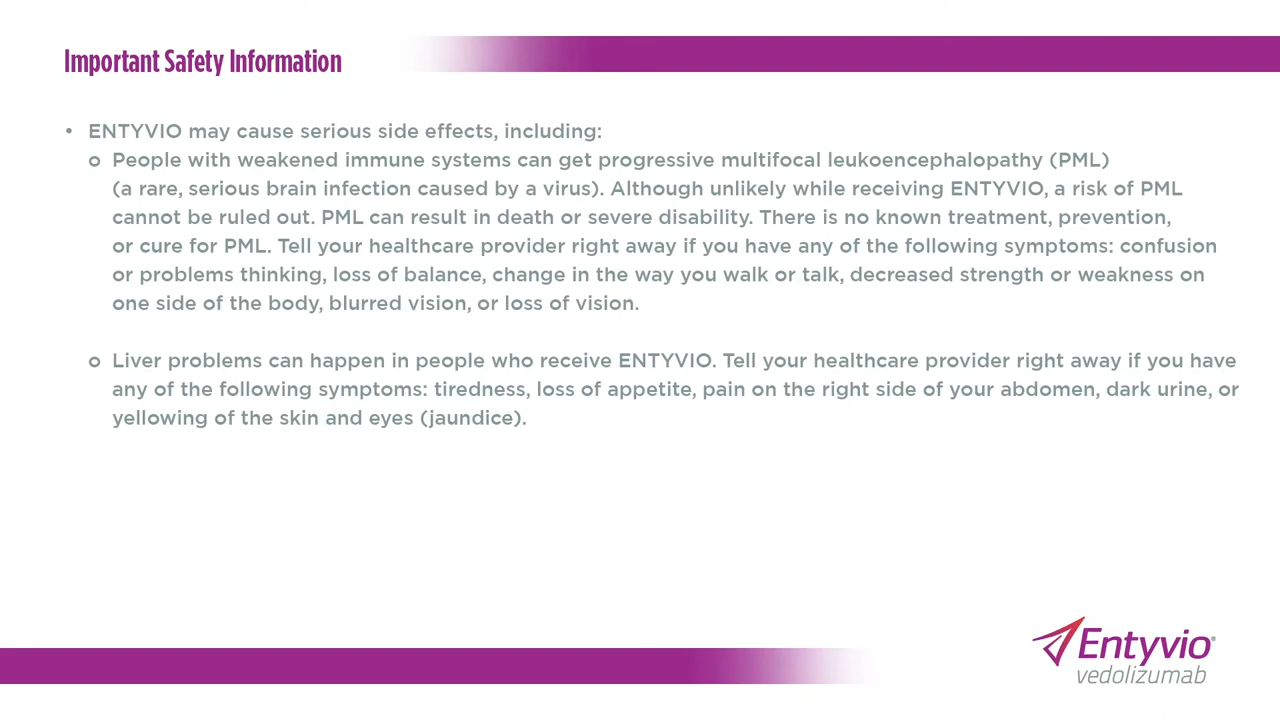 Important Safety Information
• ENTYVIO may cause serious side effects, including:
o People with weakened immune systems can get progressive multifocal leukoencephalopathy (PML)
(a rare, serious brain infection caused by a virus). Although unlikely while receiving ENTYVIO, a risk of PML
cannot be ruled out. PML can result in death or severe disability. There is no known treatment, prevention,
or cure for PML. Tell your healthcare provider right away if you have any of the following symptoms: confusion
or problems thinking, loss of balance, change in the way you walk or talk, decreased strength or weakness on
one side of the body, blurred vision, or loss of vision.
o Liver problems can happen in people who receive ENTYVIO. Tell your healthcare provider right away if you have
any of the following symptoms: tiredness, loss of appetite, pain on the right side of your abdomen, dark urine, or
yellowing of the skin and eyes (jaundice).
Entyvio®
vedolizumab